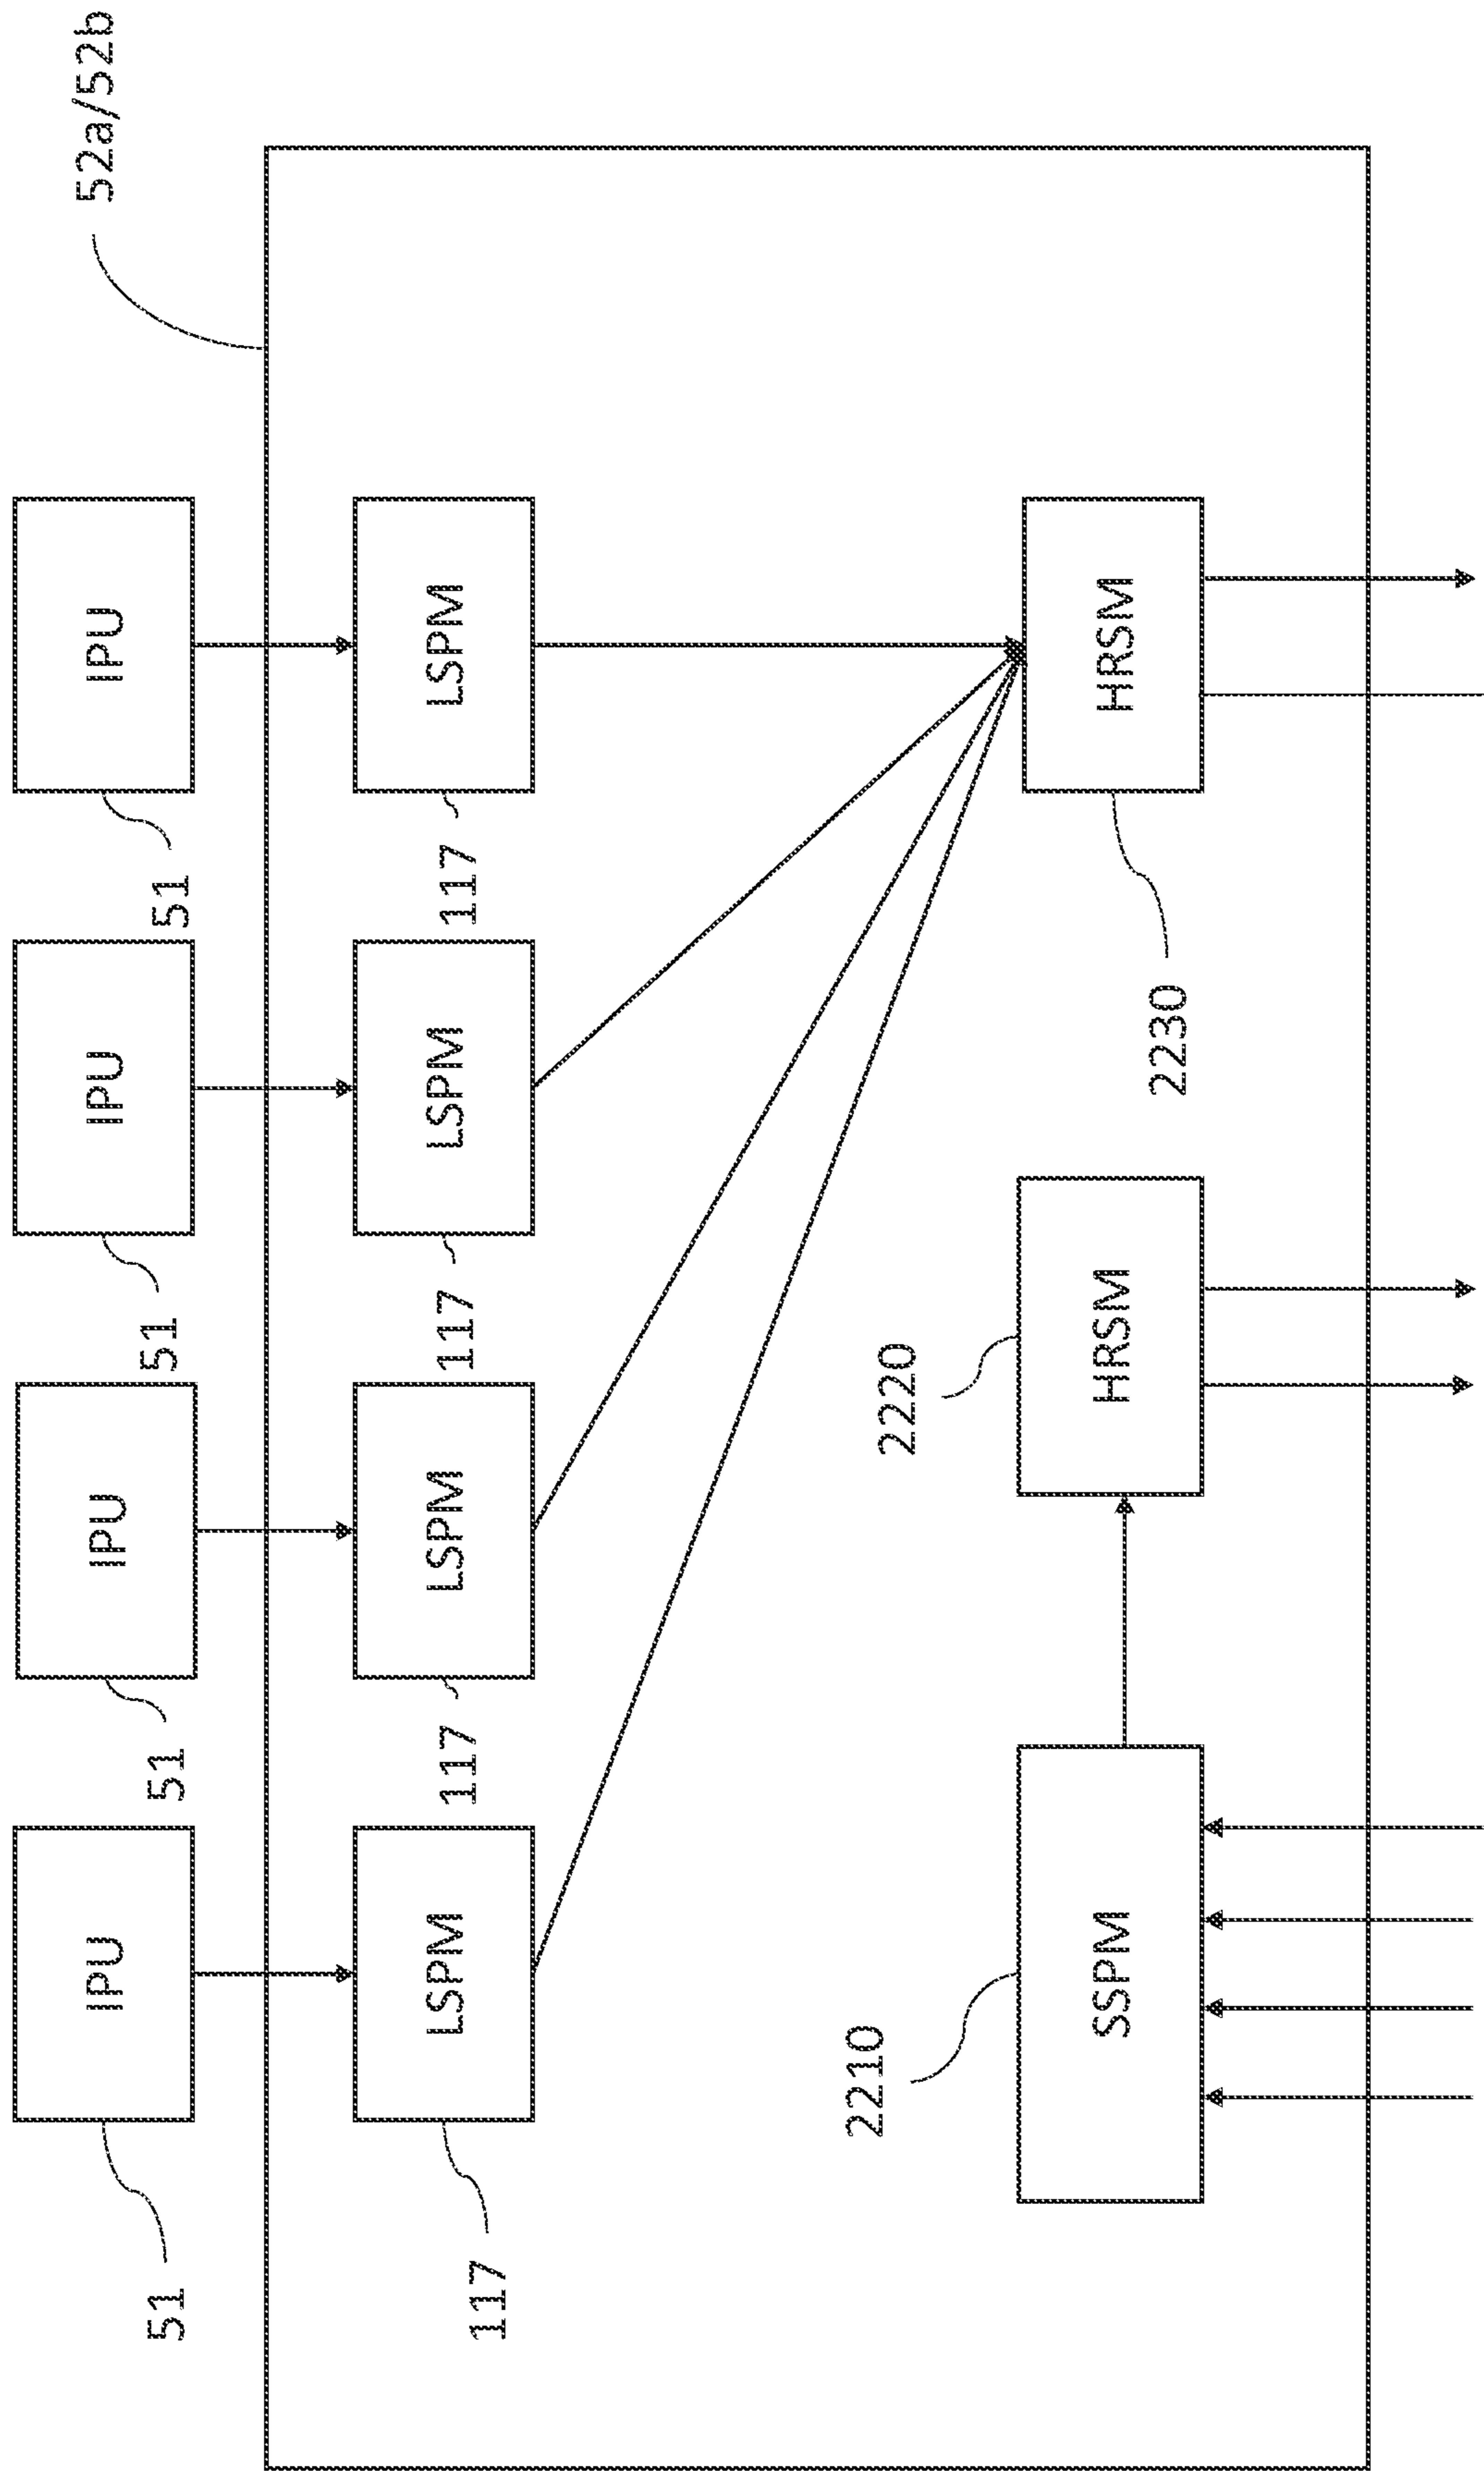 52a/52b
IPU
IPU
IPU
IPU
51
51
51
51
LSPM
LSPM
LSPM
LSPM
117
117
117
117
2210
2220
SSPM
HRSM
HRSM
2230